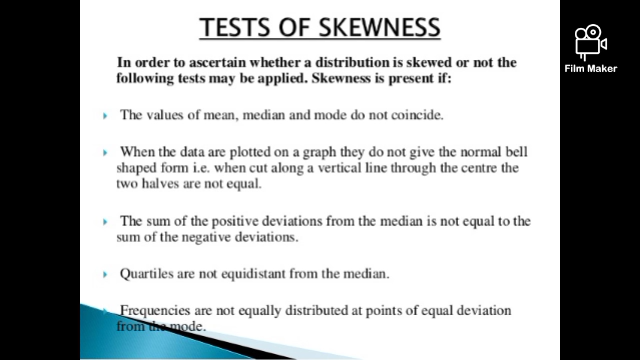 TESTS OF SKEWNESS
In order to ascertain whether a distribution is skewed or not the
following tests may be applied. Skewness is present if:
The values of mean, median and mode do not coincide.
When the data are plotted on a graph they do not give the normal bell
shaped form i.e. when cut along a vertical line through the centre the
two halves are not equal.
The sum of the positive deviations from the median is not equal to the
sum of the negative deviations.
Quartiles are not equidistant from the median.
Frequencies are not equally distributed at points of equal deviation
from the mode.
Film Maker